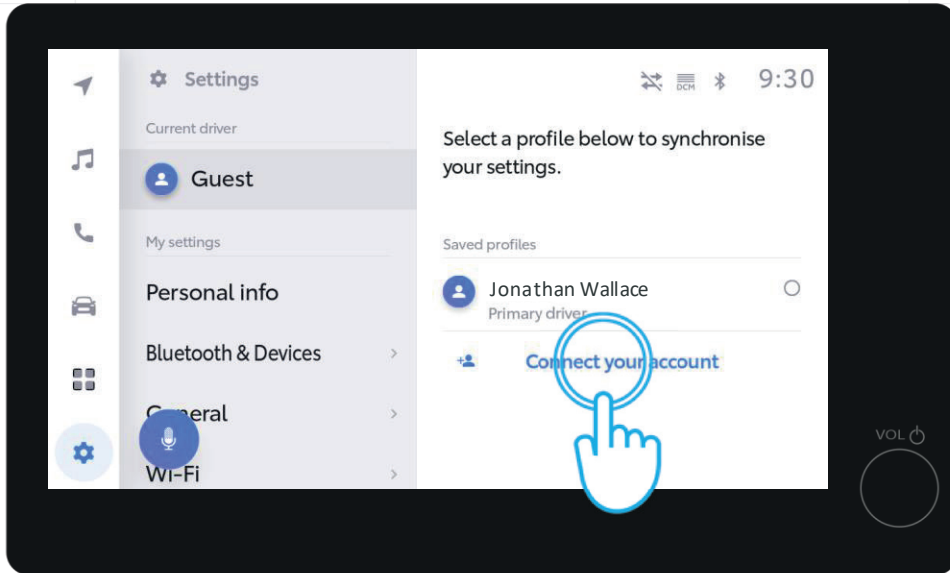 Settings
DCM
9:30
Current driver
Guest
My settings
Personal info
Bluetooth & Devices
General
Wi-Fi
Select a profile below to synchronise
your settings.
Saved profiles
Jonathan Wallace
Primary driver
Connect your account
VOL